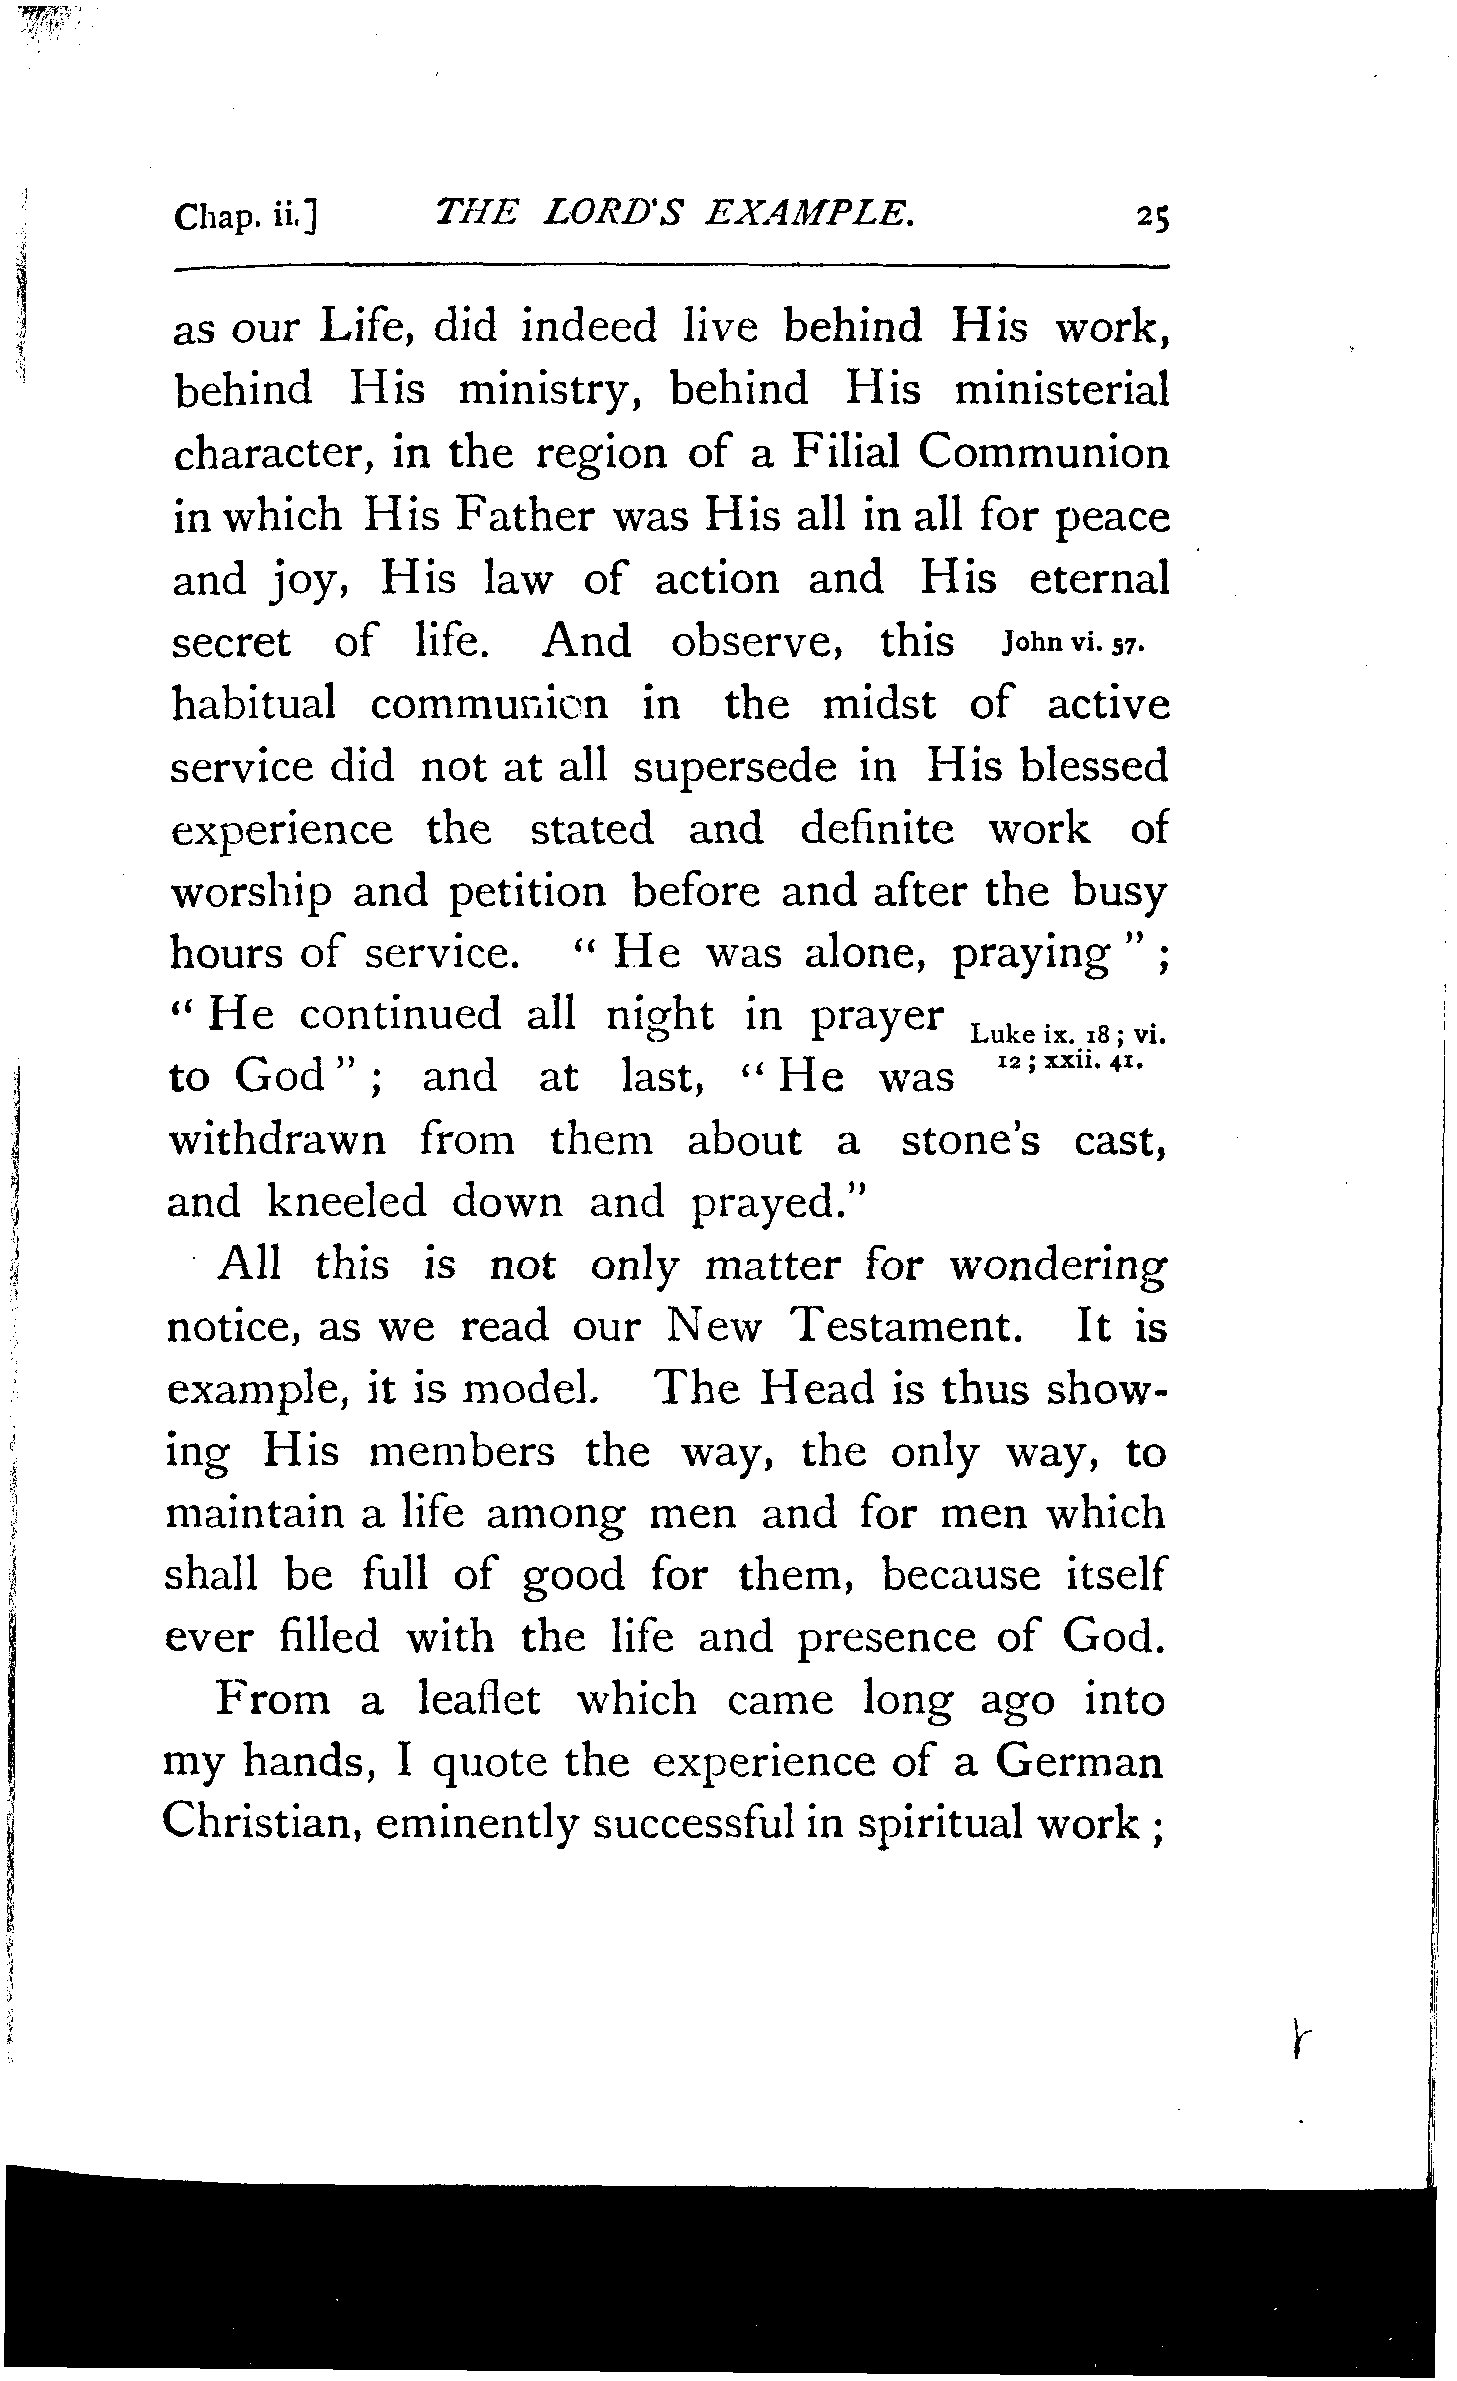 Chap. ii.] THE LORD'S EXAMPLE. 25
as our Life, did indeed live behind His work,
behind His ministry, behind His ministerial
character, in the region of a Filial Communion
in which His Father was His all in all for peace
and joy, His law of action and His eternal
secret of life. And observe, this John vi. 57.
habitual communion in the midst of active
service did not at all supersede in His blessed
experience the stated and definite work of
worship and petition before and after the busy
hours of service. " He was alone, praying " ;
" He continued all night in prayer Luke ix. 18 ; vi.
to God " ; and at last, " He was 12 ; xxii. 41.
withdrawn from them about a stone's cast,
and kneeled down and prayed."
All this is not only matter for wondering
notice, as we read our New Testament. It is
example, it is model. The Head is thus show-
ing His members the way, the only way, to
maintain a life among men and for men which
shall be full of good for them, because itself
ever filled with the life and presence of God.
From a leaflet which came long ago into
my hands, I quote the experience of a German
Christian, eminently successful in spiritual work ;